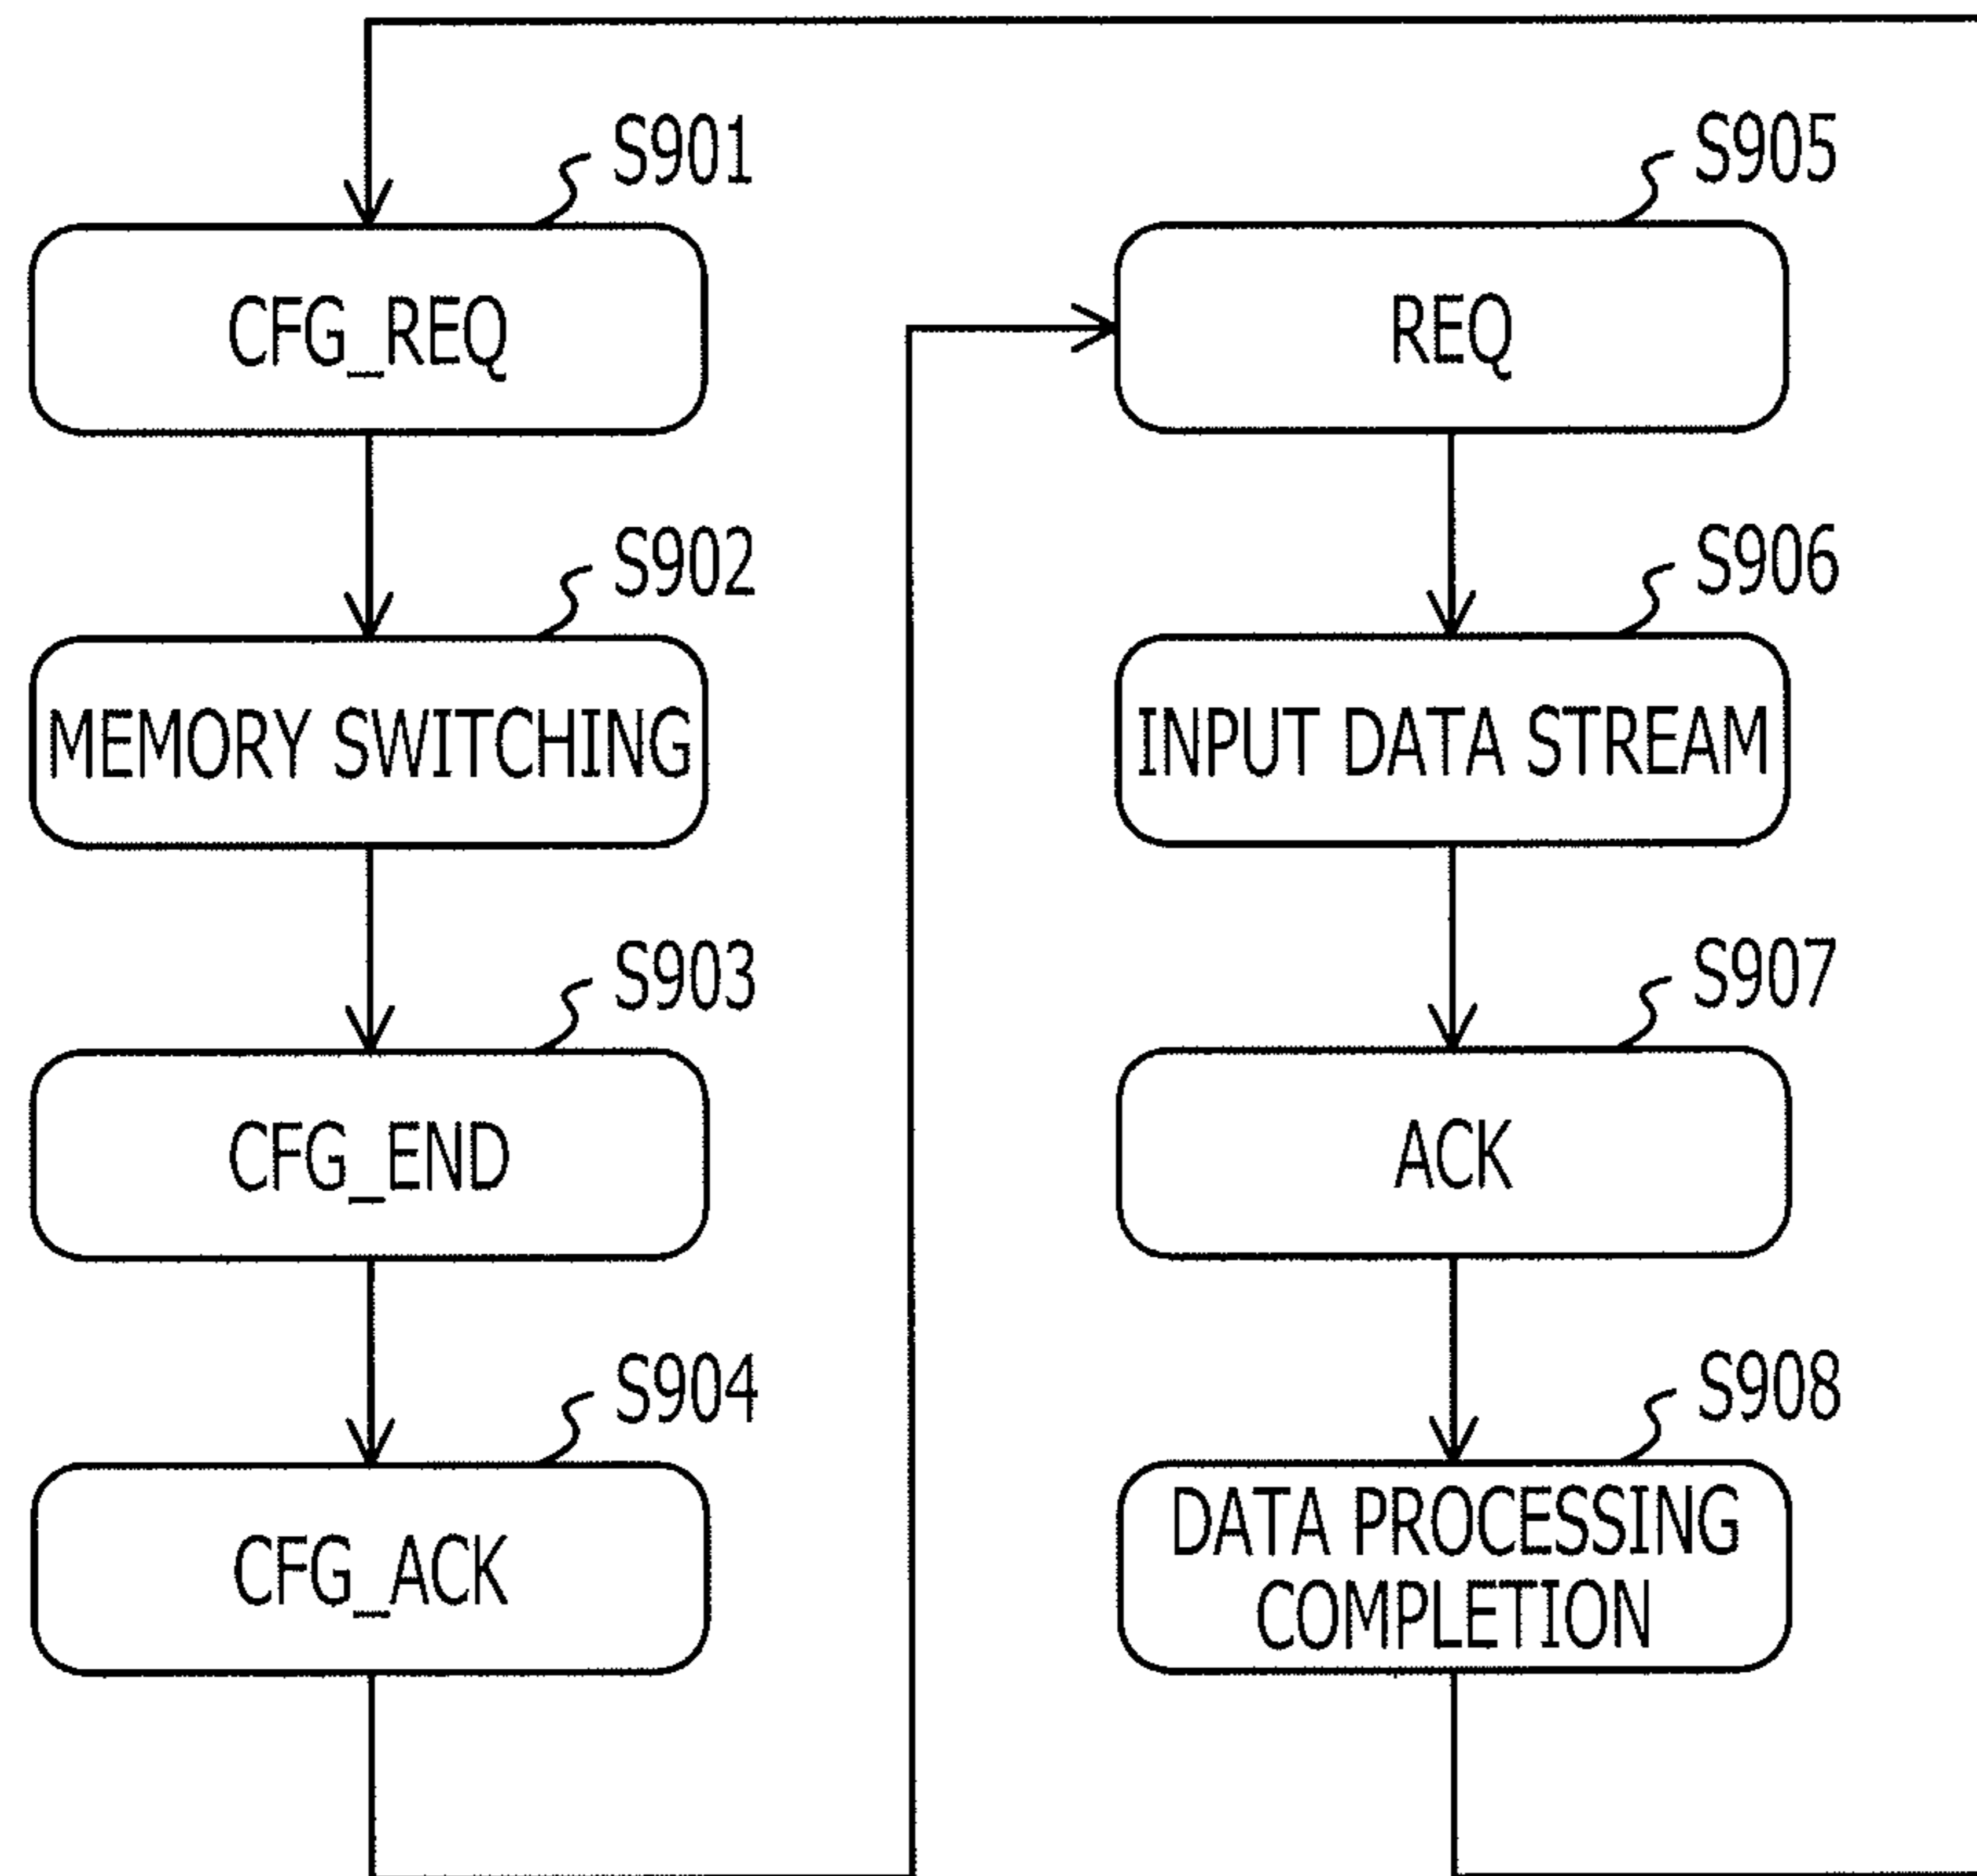 S901
CFG_REQ
S902
MEMORY SWITCHING
S903
CFG_END
S904
CFG_ACK
S905
REQ
S906
INPUT DATA STREAM
S907
ACK
S908
DATA PROCESSING
COMPLETION